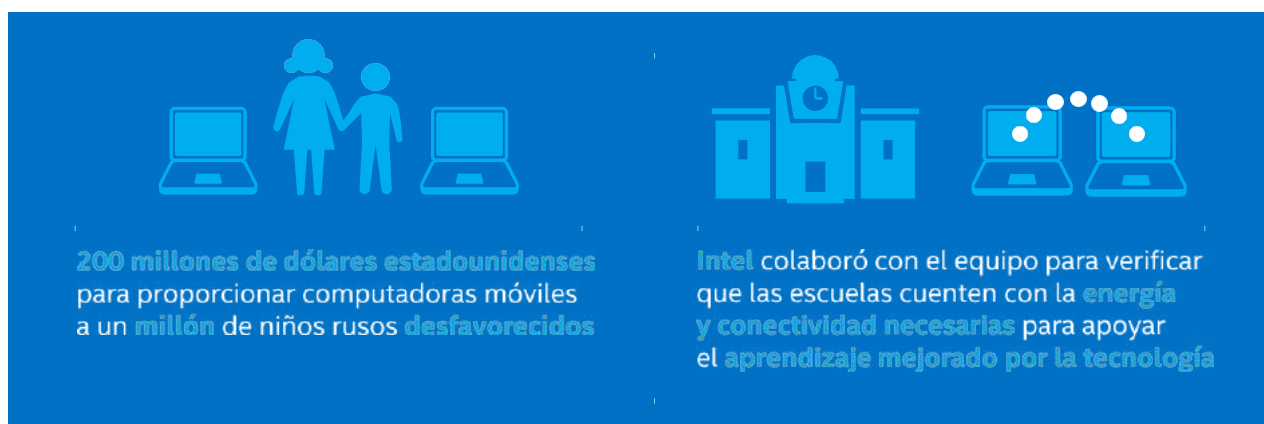 200 millones de dólares estadounidenses
para proporcionar computadoras móviles
a un millón de niños rusos desfavorecidos
Intel colaboró con el equipo para verificar
que las escuelas cuenten con la energía
y conectividad necesarias para apoyar
el aprendizaje mejorado por la tecnología